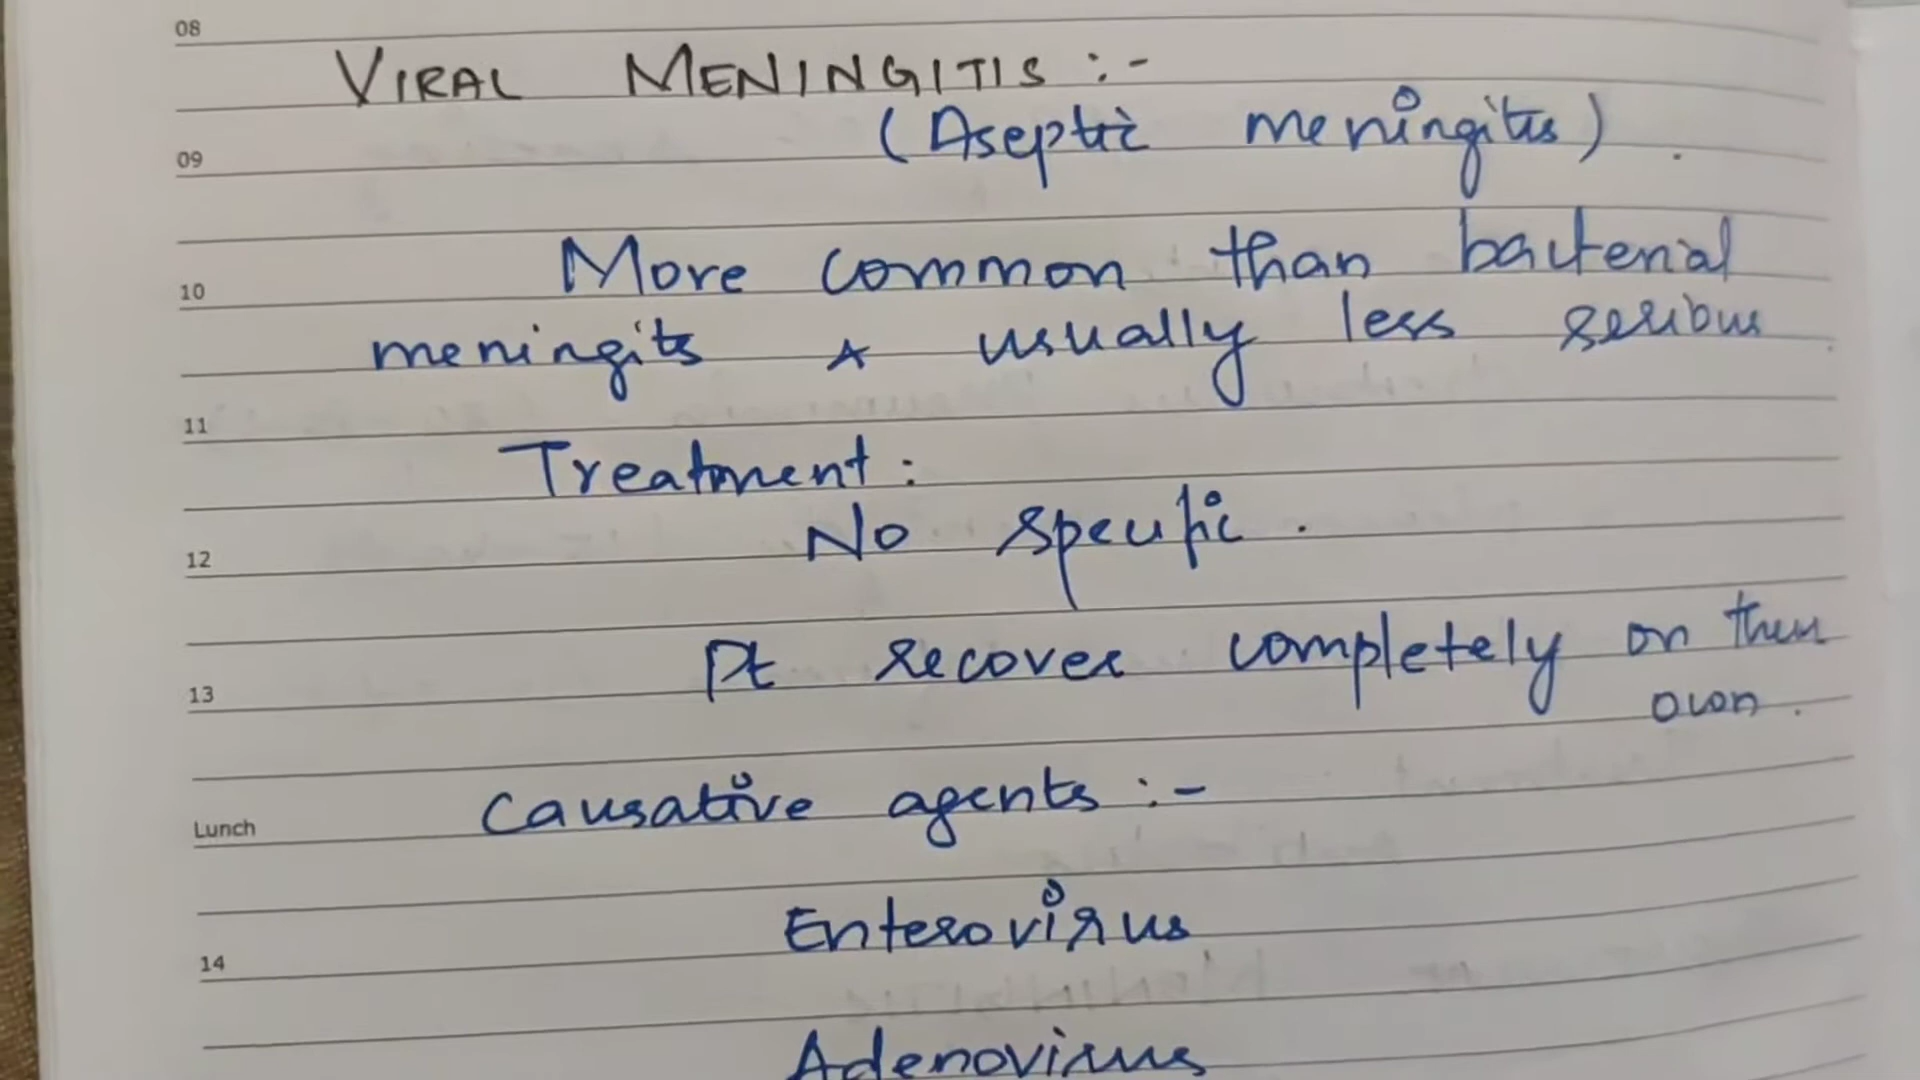 08
VIRAL MENINGITIS :-
(Aseptic meningitis)
09
More common than bacterial
10
meningits & usually less serious
11
Treatment :
No specific .
12
Pt recover completely on their
13
own .
Causative agents :-
Lunch
Enterovirus
14
Adenovirus